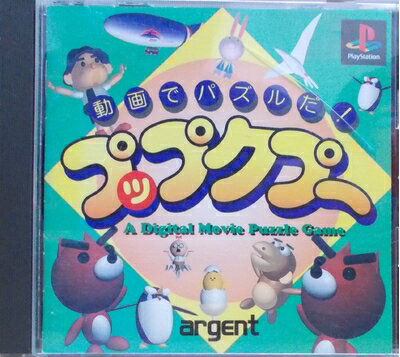 PlayStation
動画でパズルだ!
プップクプー
A Digital Movie Puzzle Game
argent